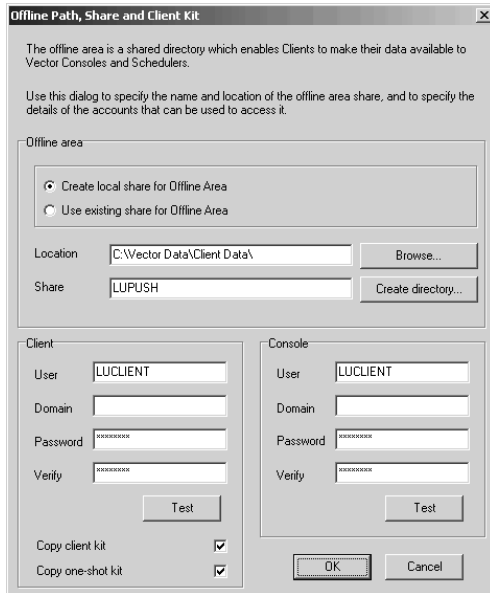 Offline Path, Share and Client Kit
The offline area is a shared directory which enables Clients to make their data available to
Vector Consoles and Schedulers.
Use this dialog to specify the name and location of the offline area share, and to specify the
details of the accounts that can be used to access it.
Offline area
Create local share for Offline Area
Use existing share for Offline Area
Location C:\Vector Data\Client Data\ Browse...
Share LUPUSH Create directory...
Client
User LUCLIENT
Domain
Password ××××××××
Verify ××××××××
Test
Copy client kit
Copy one-shot kit
Console
User LUCLIENT
Domain
Password ××××××××
Verify ××××××××
Test
OK Cancel